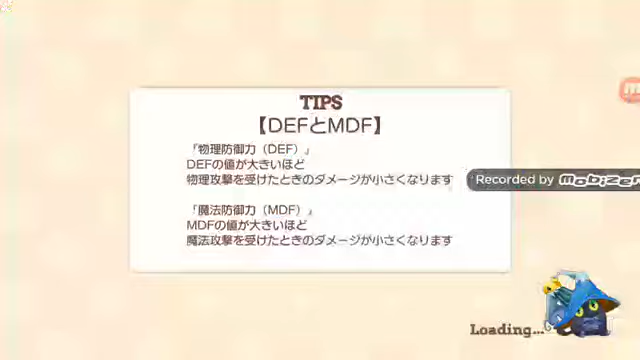 TIPS
【DEFとMDF】
「物理防御力（DEF）」
DEFの値が大きいほど
物理攻撃を受けたときのダメージが小さくなります
Recorded by mobizen
「魔法防御力（MDF）」
MDFの値が大きいほど
魔法攻撃を受けたときのダメージが小さくなります
Loading...